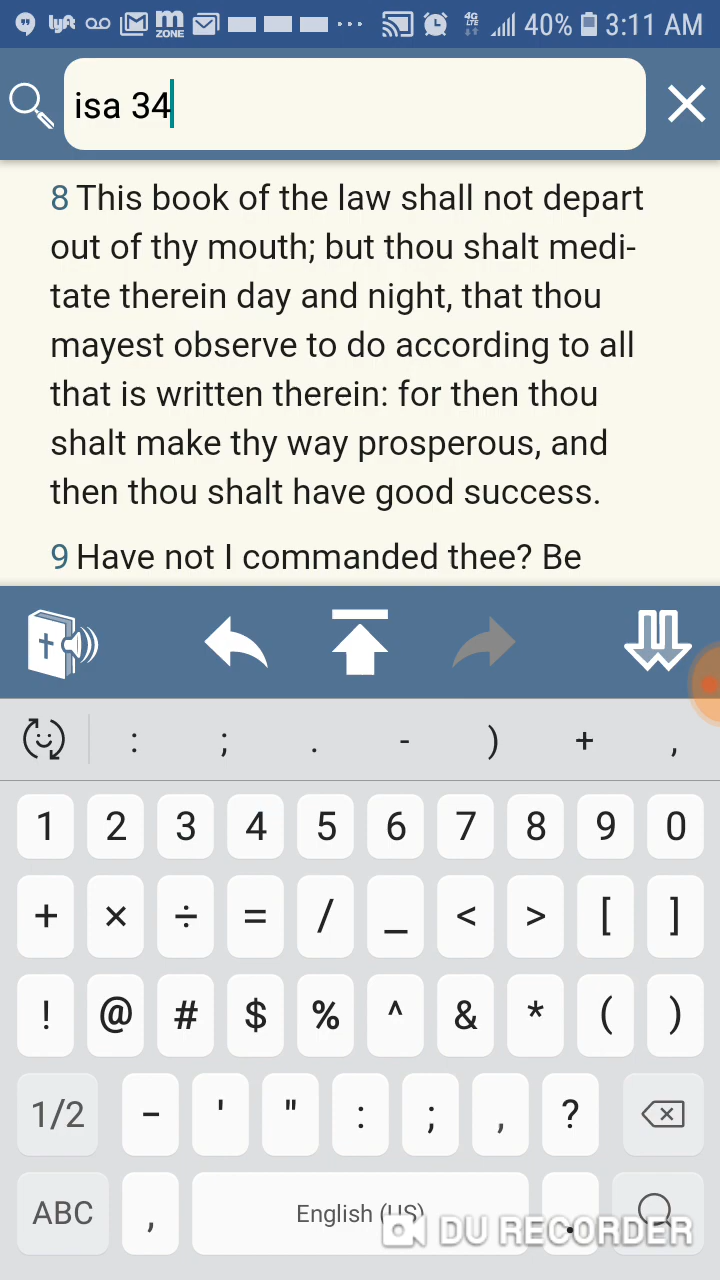 lyft m ZONE 4G LTE 40% 3:11 AM
isa 34
8 This book of the law shall not depart
out of thy mouth; but thou shalt medi-
tate therein day and night, that thou
mayest observe to do according to all
that is written therein: for then thou
shalt make thy way prosperous, and
then thou shalt have good success.
9 Have not I commanded thee? Be
: ; . - ) + ,
1 2 3 4 5 6 7 8 9 0
+ × ÷ = / _ < > [ ]
! @ # $ % ^ & * ( )
1/2 - ' " : ; , ?
ABC , English (US) .
DU RECORDER